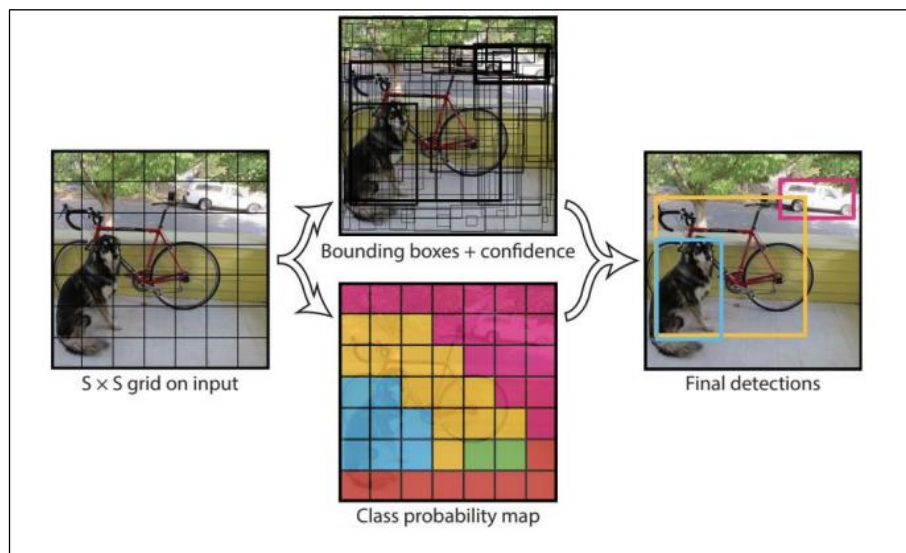 Bounding boxes + confidence
S × S grid on input
Final detections
Class probability map